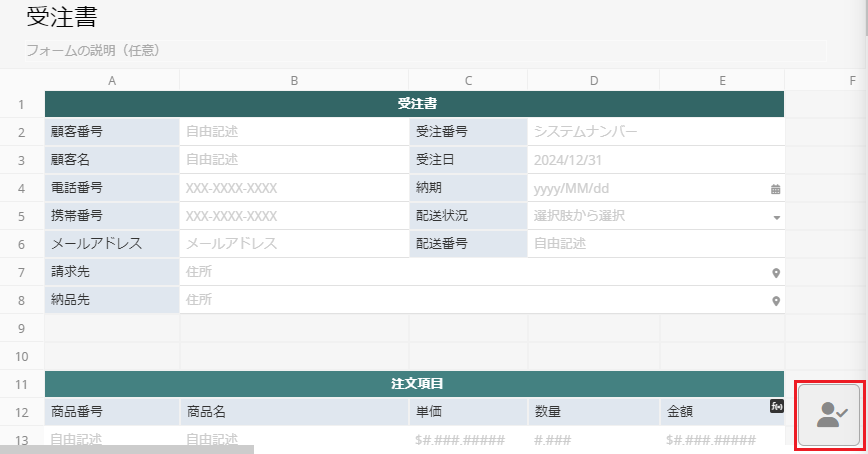 受注書
フォームの説明（任意）
A B C D E F
1 受注書
2 顧客番号 自由記述 受注番号 システムナンバー
3 顧客名 自由記述 受注日 2024/12/31
4 電話番号 XXX-XXXX-XXXX 納期 yyyy/MM/dd
5 携帯番号 XXX-XXXX-XXXX 配送状況 選択肢から選択
6 メールアドレス メールアドレス 配送番号 自由記述
7 請求先 住所
8 納品先 住所
9
10
11 注文項目
12 商品番号 商品名 単価 数量 金額 f(x)
13 自由記述 自由記述 $#,###.##### #,### $#,###.#####